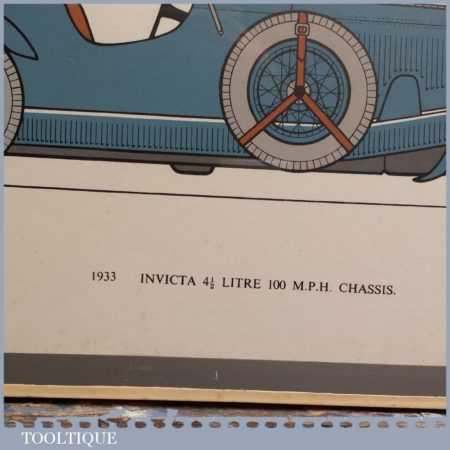 1933 INVICTA 4½ LITRE 100 M.P.H. CHASSIS.
TOOLTIQUE